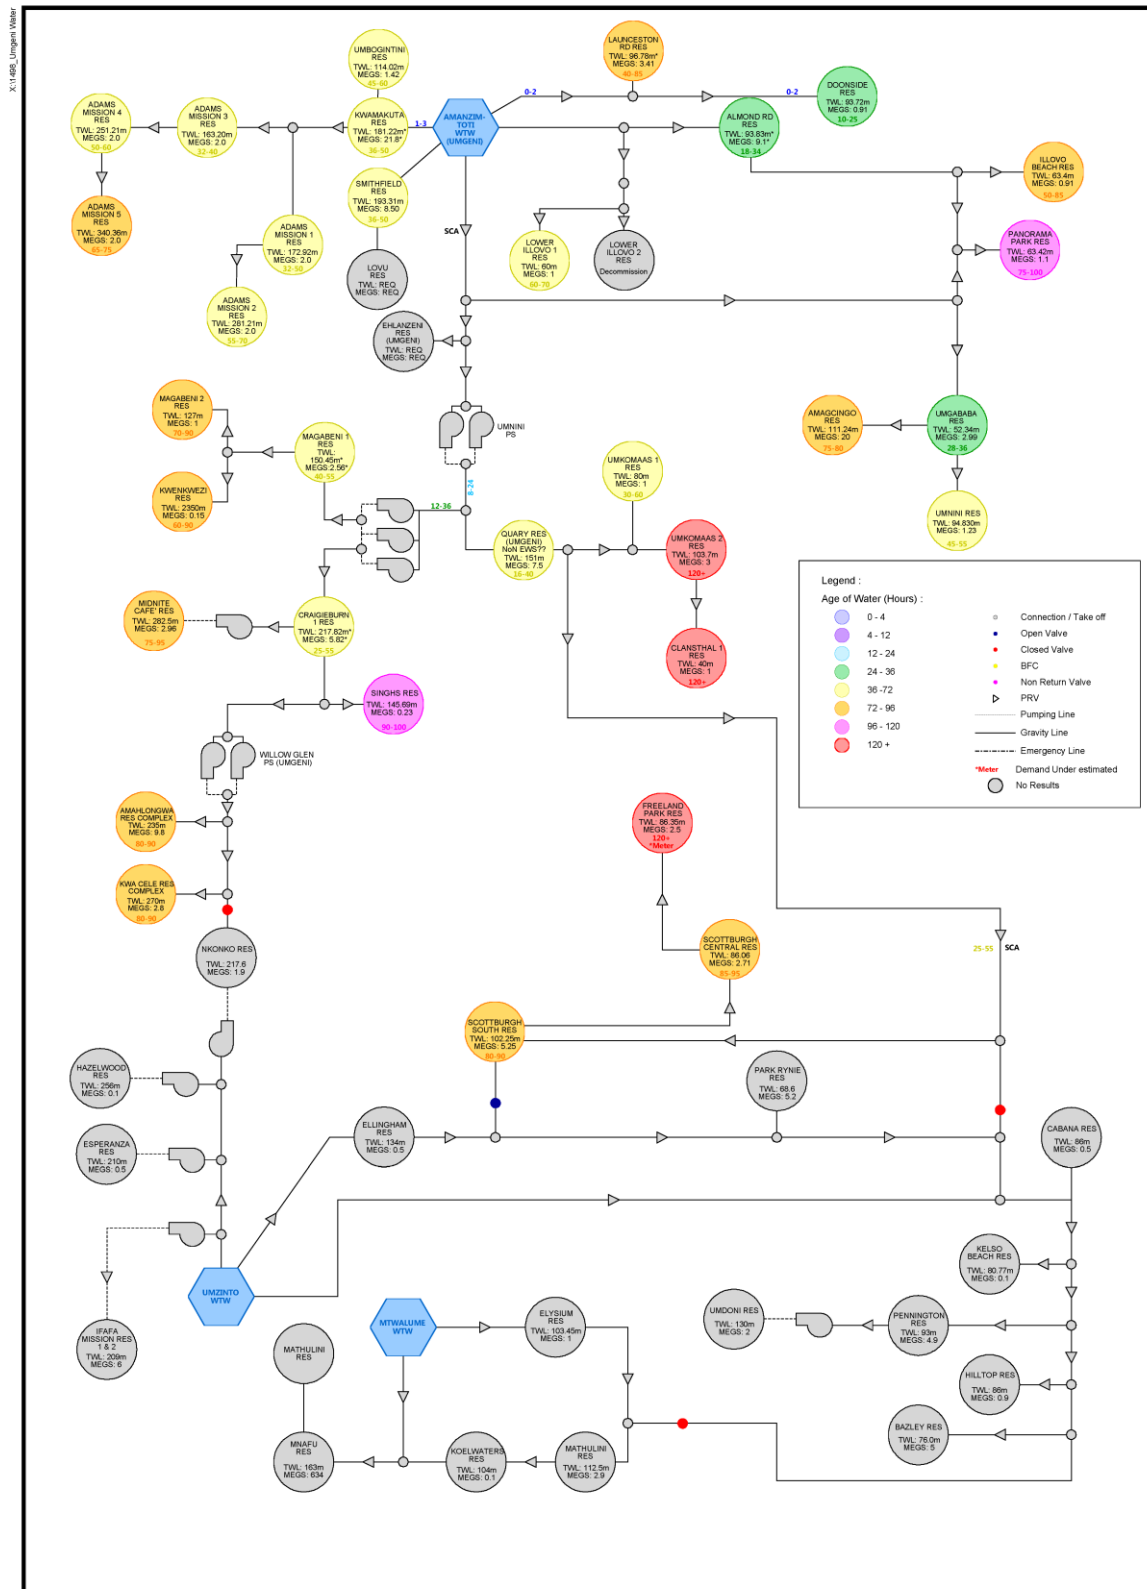 X:\1498_Umgeni Water
LAUNCESTON
RD RES
TWL: 96.78m*
MEGS: 3.41
40-85
UMBOGINTINI
RES
TWL: 114.02m
MEGS: 1.42
45-60
DOONSIDE
RES
TWL: 93.72m
MEGS: 0.91
10-25
0-2
0-2
ADAMS
MISSION 4
RES
TWL: 251.21m
MEGS: 2.0
50-60
ADAMS
MISSION 3
RES
TWL: 163.20m
MEGS: 2.0
32-40
KWAMAKUTA
RES
TWL: 181.22m*
MEGS: 21.8*
36-50
1-3
AMANZIM-
TOTI
WTW
(UMGENI)
ALMOND RD
RES
TWL: 93.83m*
MEGS: 9.1*
18-34
ILLOVO
BEACH RES
TWL: 63.4m
MEGS: 0.91
50-85
SMITHFIELD
RES
TWL: 193.31m
MEGS: 8.50
36-50
ADAMS
MISSION 5
RES
TWL: 340.36m
MEGS: 2.0
65-75
ADAMS
MISSION 1
RES
TWL: 172.92m
MEGS: 2.0
32-50
SCA
LOWER
ILLOVO 1
RES
TWL: 60m
MEGS: 1
60-70
LOWER
ILLOVO 2
RES
Decommission
PANORAMA
PARK RES
TWL: 63.42m
MEGS: 1.1
75-100
LOVU
RES
TWL: REQ
MEGS: REQ
ADAMS
MISSION 2
RES
TWL: 281.21m
MEGS: 2.0
55-70
EHLANZENI
RES
(UMGENI)
TWL: REQ
MEGS: REQ
MAGABENI 2
RES
TWL: 127m
MEGS: 1
70-90
UMNINI
PS
AMAGCINGO
RES
TWL: 111.24m
MEGS: 20
75-80
UMGABABA
RES
TWL: 52.34m
MEGS: 2.99
28-36
MAGABENI 1
RES
TWL:
150.45m*
MEGS:2.56*
40-55
UMKOMAAS 1
RES
TWL: 80m
MEGS: 1
30-60
KWENKWEZI
RES
TWL: 2350m
MEGS: 0.15
60-90
8-24
12-36
UMNINI RES
TWL: 94.830m
MEGS: 1.23
45-55
QUARY RES
(UMGENI)
NoN EWS??
TWL: 151m
MEGS: 7.5
16-40
UMKOMAAS 2
RES
TWL: 103.7m
MEGS: 3
120+
MIDNITE
CAFE' RES
TWL: 282.5m
MEGS: 2.96
75-95
CRAIGIEBURN
1 RES
TWL: 217.82m*
MEGS: 5.82*
25-55
CLANSTHAL 1
RES
TWL: 40m
MEGS: 1
120+
SINGHS RES
TWL: 145.69m
MEGS: 0.23
90-100
WILLOW GLEN
PS (UMGENI)
Legend :
Age of Water (Hours) :
0 - 4
4 - 12
12 - 24
24 - 36
36 -72
72 - 96
96 - 120
120 +
Connection / Take off
Open Valve
Closed Valve
BFC
Non Return Valve
PRV
Pumping Line
Gravity Line
Emergency Line
*Meter Demand Under estimated
No Results
AMAHLONGWA
RES COMPLEX
TWL: 235m
MEGS: 9.8
80-90
FREELAND
PARK RES
TWL: 86.35m
MEGS: 2.5
120+
*Meter
KWA CELE RES
COMPLEX
TWL: 270m
MEGS: 2.8
80-90
NKONKO RES
TWL: 217.6
MEGS: 1.9
SCOTTBURGH
CENTRAL RES
TWL: 86.06
MEGS: 2.71
85-95
25-55
SCA
SCOTTBURGH
SOUTH RES
TWL: 102.25m
MEGS: 5.25
80-90
HAZELWOOD
RES
TWL: 256m
MEGS: 0.1
PARK RYNIE
RES
TWL: 68.6
MEGS: 5.2
ELLINGHAM
RES
TWL: 134m
MEGS: 0.5
CABANA RES
TWL: 86m
MEGS: 0.5
ESPERANZA
RES
TWL: 210m
MEGS: 0.5
KELSO
BEACH RES
TWL: 80.77m
MEGS: 0.1
UMZINTO
WTW
UMDONI RES
TWL: 130m
MEGS: 2
PENNINGTON
RES
TWL: 93m
MEGS: 4.9
MTWALUME
WTW
ELYSIUM
RES
TWL: 103.45m
MEGS: 1
IFAFA
MISSION RES
1 & 2
TWL: 209m
MEGS: 6
MATHULINI
RES
HILLTOP RES
TWL: 86m
MEGS: 0.9
BAZLEY RES
TWL: 76.0m
MEGS: 5
MNAFU
RES
TWL: 163m
MEGS: 634
KOELWATERS
RES
TWL: 104m
MEGS: 0.1
MATHULINI
RES
TWL: 112.5m
MEGS: 2.9